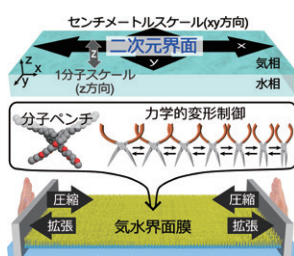 センチメートルスケール(xy方向)
二次元界面
x
z
y
1分子スケール
(z方向)
気相
水相
z
x
y
分子ペンチ
力学的変形制御
圧縮
圧縮
気水界面膜
拡張
拡張